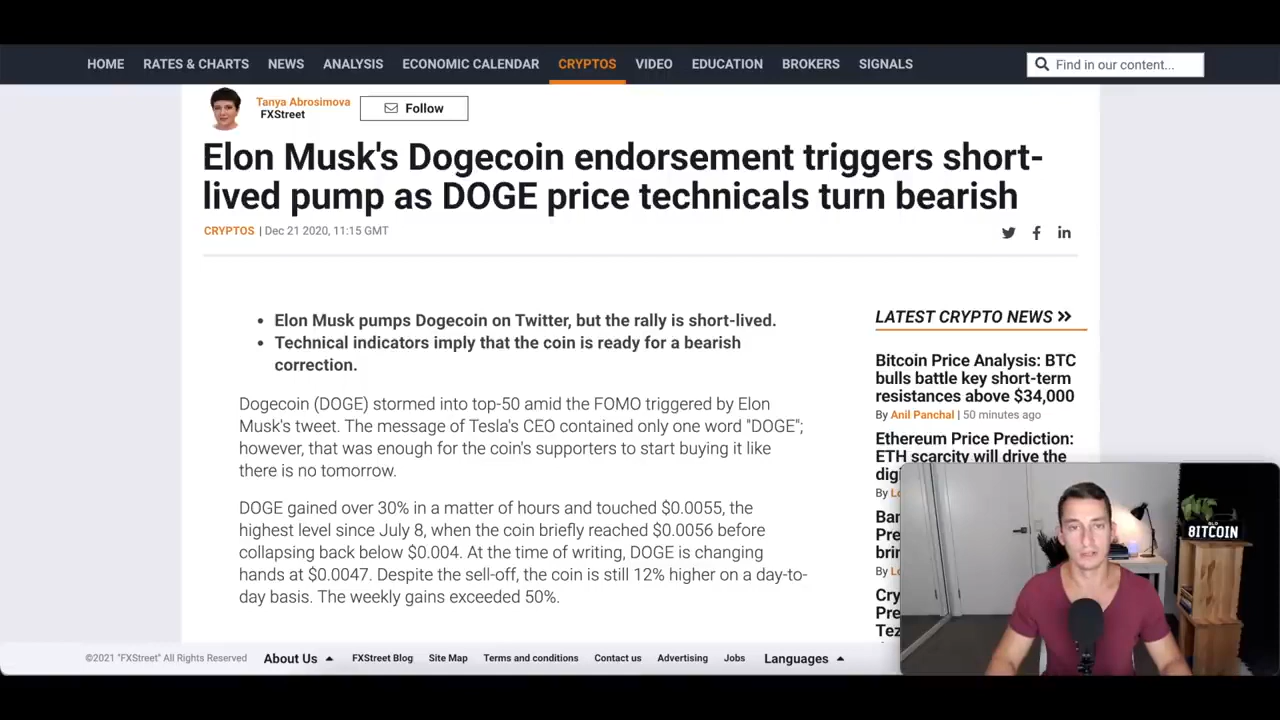 HOME RATES & CHARTS NEWS ANALYSIS ECONOMIC CALENDAR CRYPTOS VIDEO EDUCATION BROKERS SIGNALS Find in our content...
Tanya Abrosimova
FXStreet
Follow
Elon Musk's Dogecoin endorsement triggers short-
lived pump as DOGE price technicals turn bearish
CRYPTOS | Dec 21 2020, 11:15 GMT
• Elon Musk pumps Dogecoin on Twitter, but the rally is short-lived.
• Technical indicators imply that the coin is ready for a bearish
correction.
Dogecoin (DOGE) stormed into top-50 amid the FOMO triggered by Elon
Musk's tweet. The message of Tesla's CEO contained only one word "DOGE";
however, that was enough for the coin's supporters to start buying it like
there is no tomorrow.
DOGE gained over 30% in a matter of hours and touched $0.0055, the
highest level since July 8, when the coin briefly reached $0.0056 before
collapsing back below $0.004. At the time of writing, DOGE is changing
hands at $0.0047. Despite the sell-off, the coin is still 12% higher on a day-to-
day basis. The weekly gains exceeded 50%.
LATEST CRYPTO NEWS >>
Bitcoin Price Analysis: BTC
bulls battle key short-term
resistances above $34,000
By Anil Panchal | 50 minutes ago
Ethereum Price Prediction:
ETH scarcity will drive the
By
By
BITCOIN
©2021 "FXStreet" All Rights Reserved About Us FXStreet Blog Site Map Terms and conditions Contact us Advertising Jobs Languages